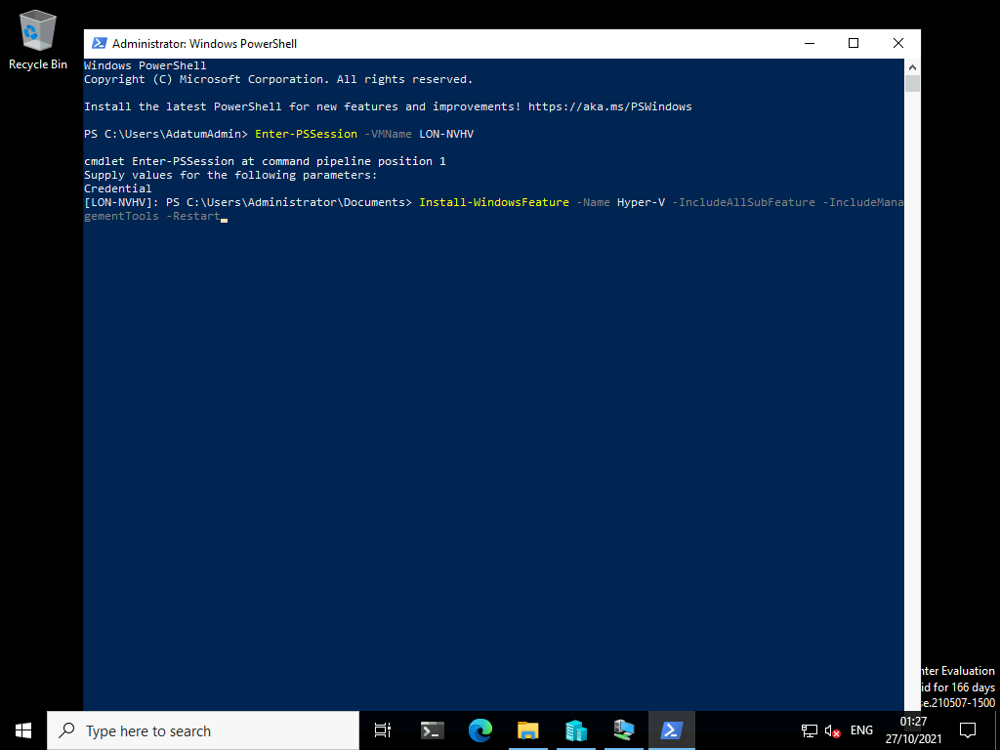 Recycle Bin
Administrator: Windows PowerShell
Windows PowerShell
Copyright (C) Microsoft Corporation. All rights reserved.
Install the latest PowerShell for new features and improvements! https://aka.ms/PSWindows
PS C:\Users\AdatumAdmin> Enter-PSSession -VMName LON-NVHV
cmdlet Enter-PSSession at command pipeline position 1
Supply values for the following parameters:
Credential
[LON-NVHV]: PS C:\Users\Administrator\Documents> Install-WindowsFeature -Name Hyper-V -IncludeAllSubFeature -IncludeMana
gementTools -Restart
nter Evaluation
id for 166 days
se.210507-1500
Type here to search
ENG
01:27
27/10/2021